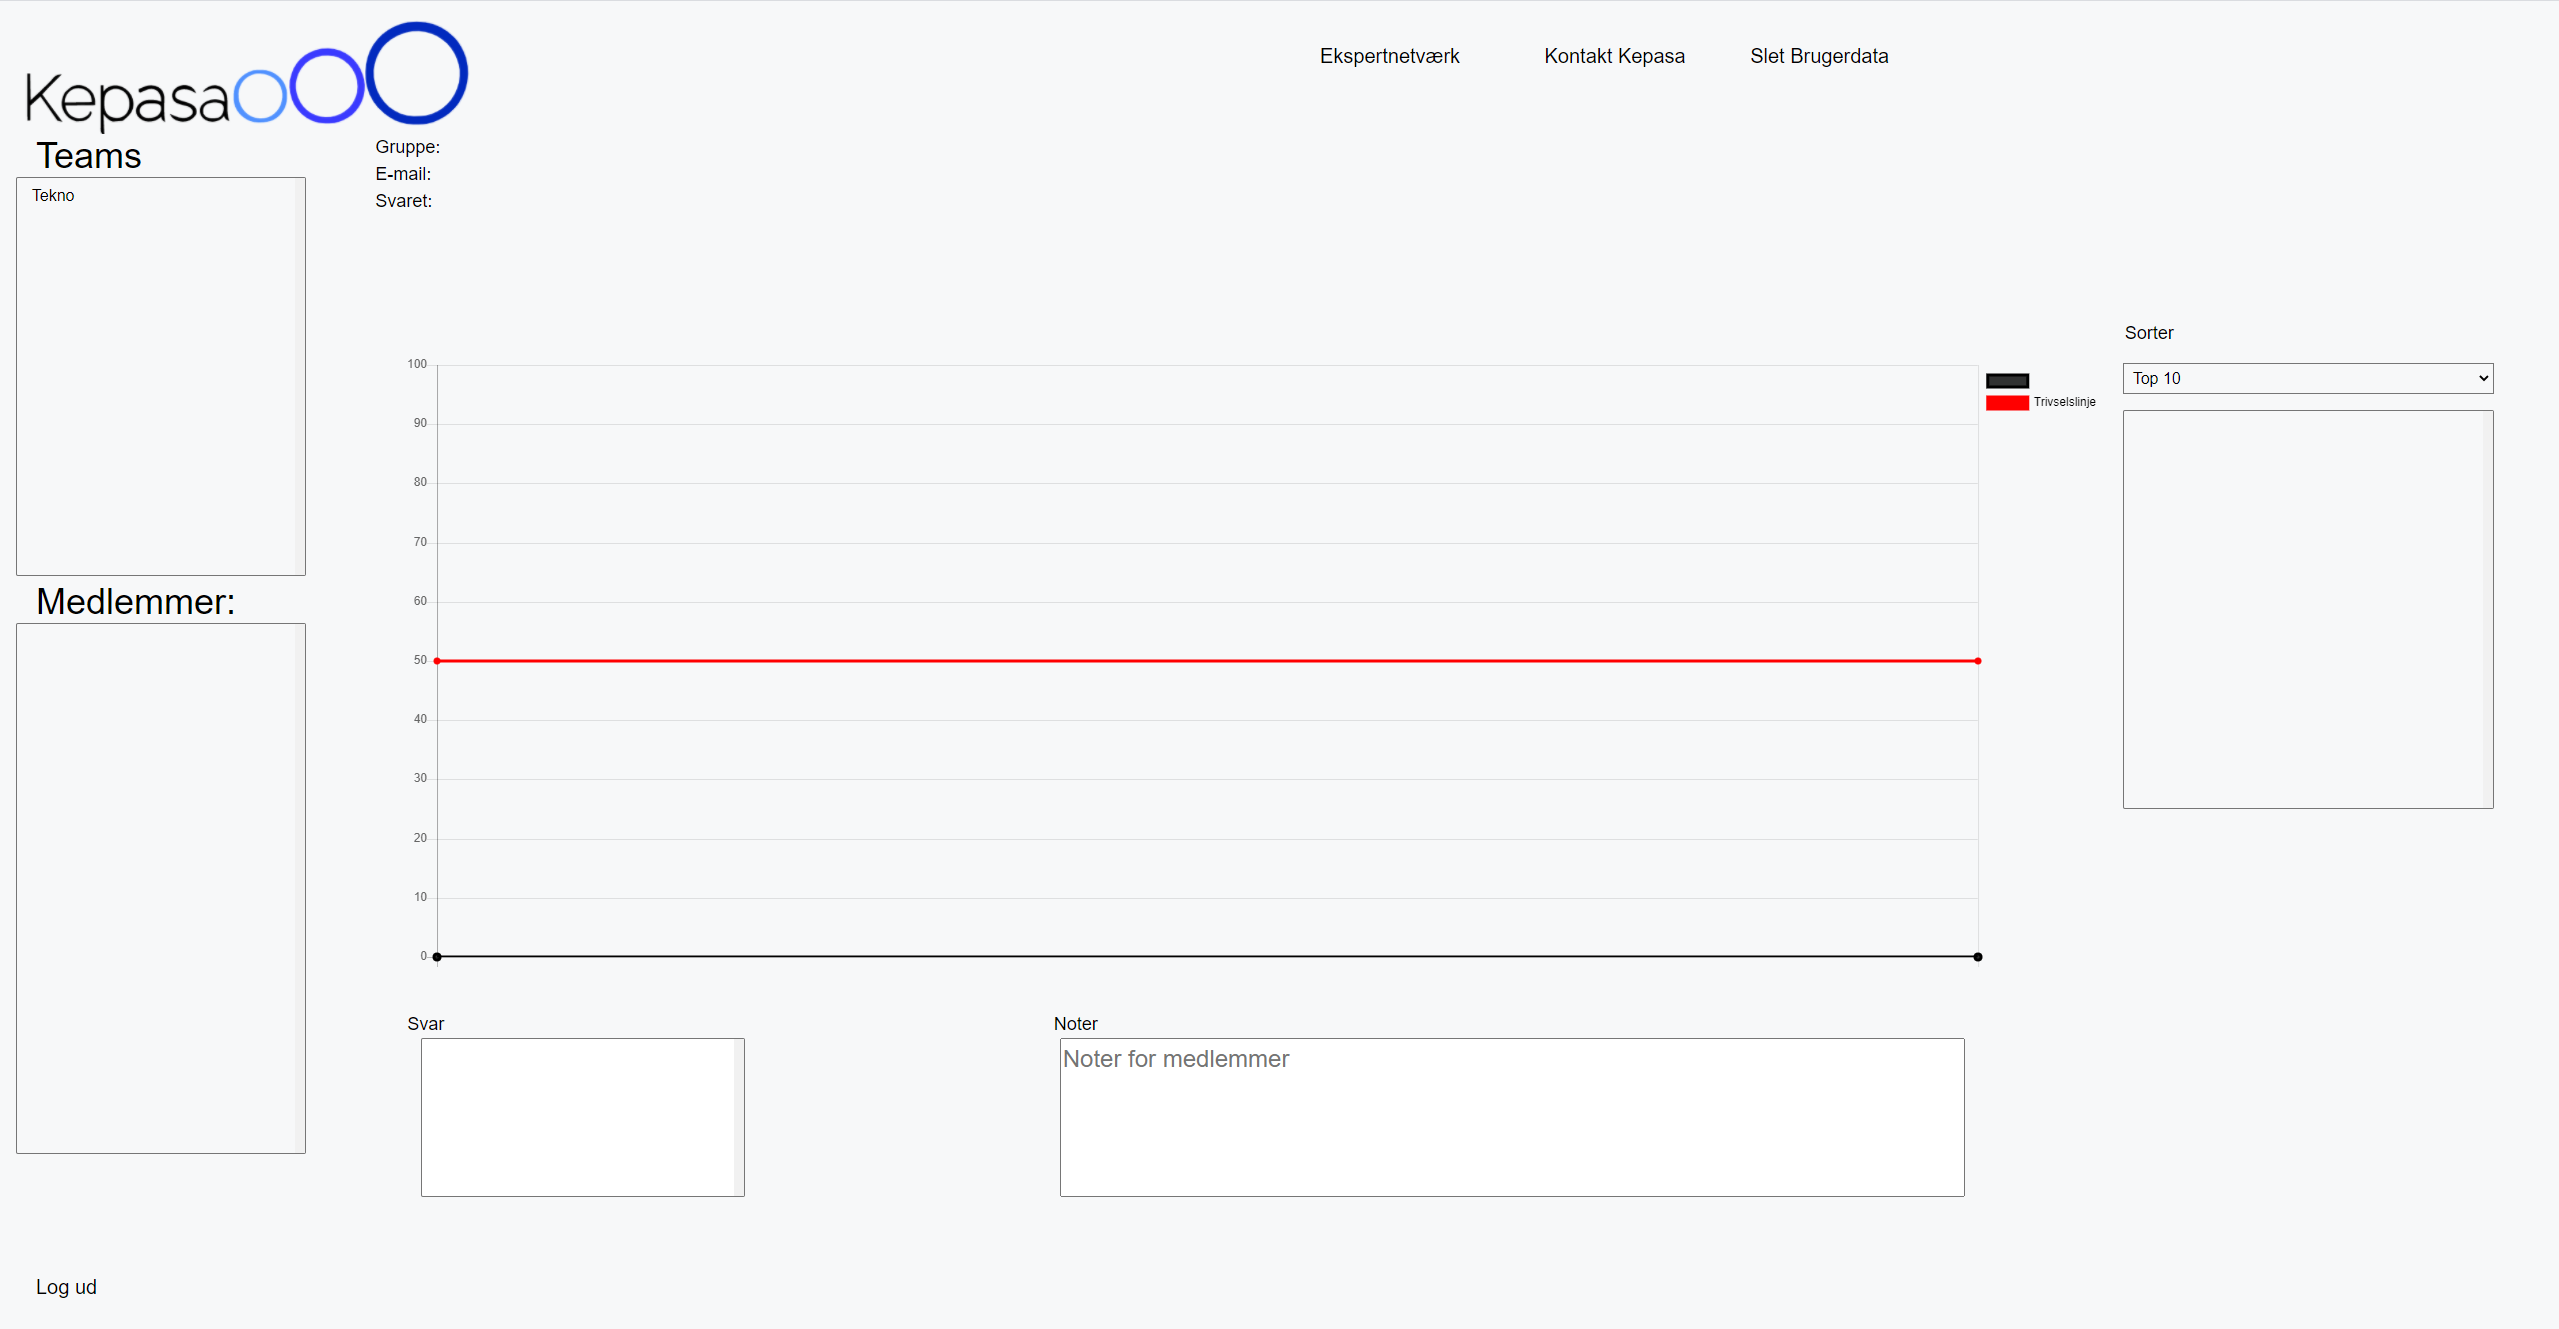 Kepasa
Ekspertnetværk
Kontakt Kepasa
Slet Brugerdata
Teams
Tekno
Gruppe:
E-mail:
Svaret:
Medlemmer:
100
90
80
70
60
50
40
30
20
10
0
Trivselslinje
Sorter
Top 10
Svar
Noter
Noter for medlemmer
Log ud